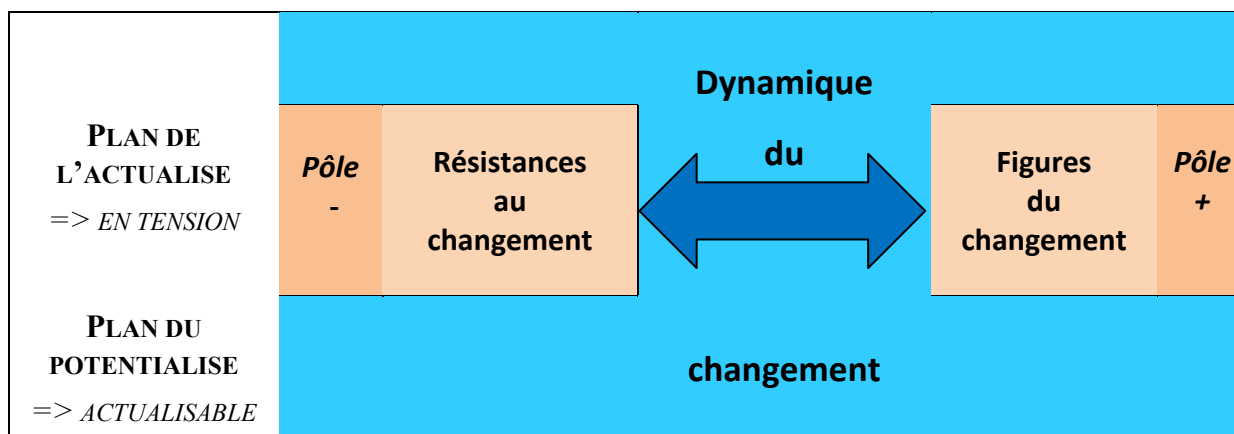 PLAN DE
L’ACTUALISE
=> EN TENSION
PLAN DU
POTENTIALISE
=> ACTUALISABLE
Pôle
-
Résistances
au
changement
Dynamique
du
changement
Figures
du
changement
Pôle
+